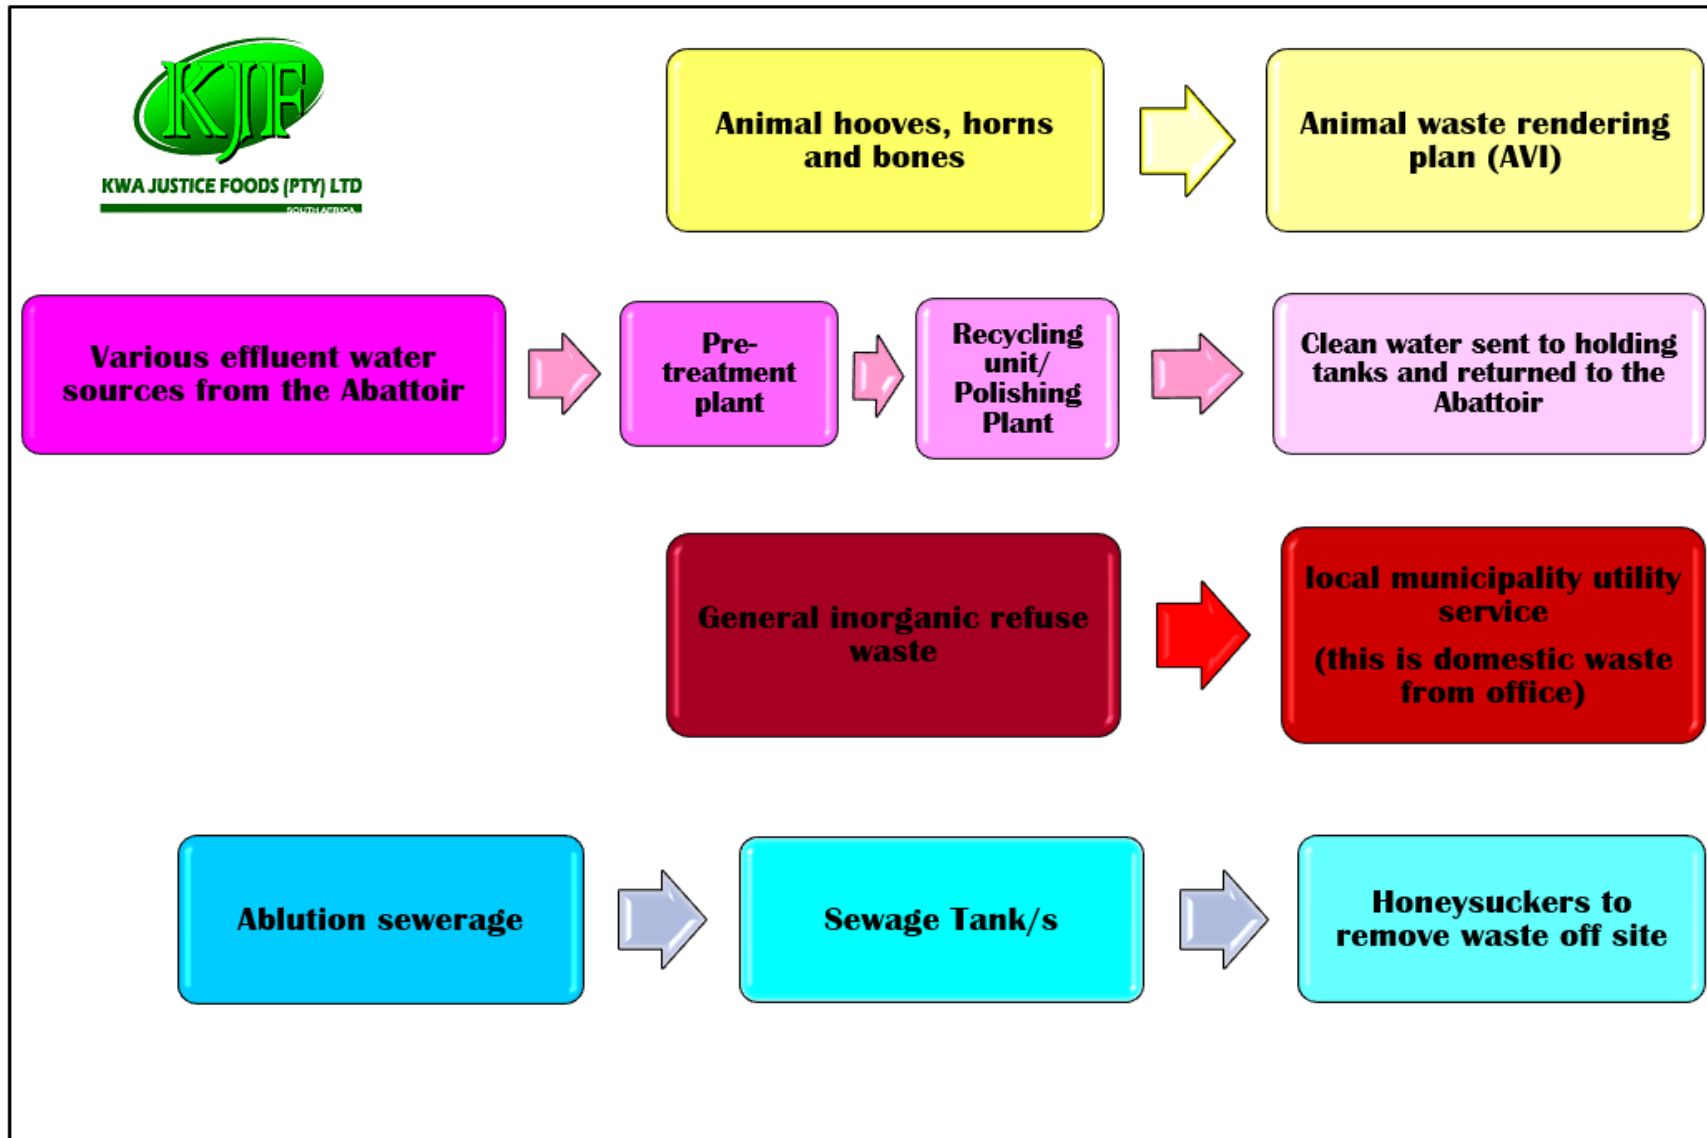 KJF
KWA JUSTICE FOODS (PTY) LTD
SOUTH AFRICA
Animal hooves, horns
and bones
Animal waste rendering
plan (AVI)
Various effluent water
sources from the Abattoir
Pre-
treatment
plant
Recycling
unit/
Polishing
Plant
Clean water sent to holding
tanks and returned to the
Abattoir
General inorganic refuse
waste
local municipality utility
service
(this is domestic waste
from office)
Ablution sewerage
Sewage Tank/s
Honeysuckers to
remove waste off site